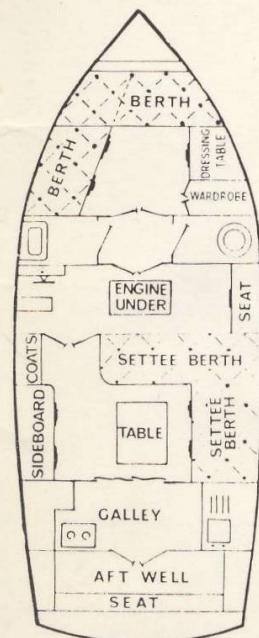 BERTH
BERTH
DRESSING
TABLE
WARDROBE
ENGINE
UNDER
SEAT
COATS
SETTEE BERTH
SIDEBOARD
TABLE
SETTEE
BERTH
GALLEY
AFT WELL
SEAT